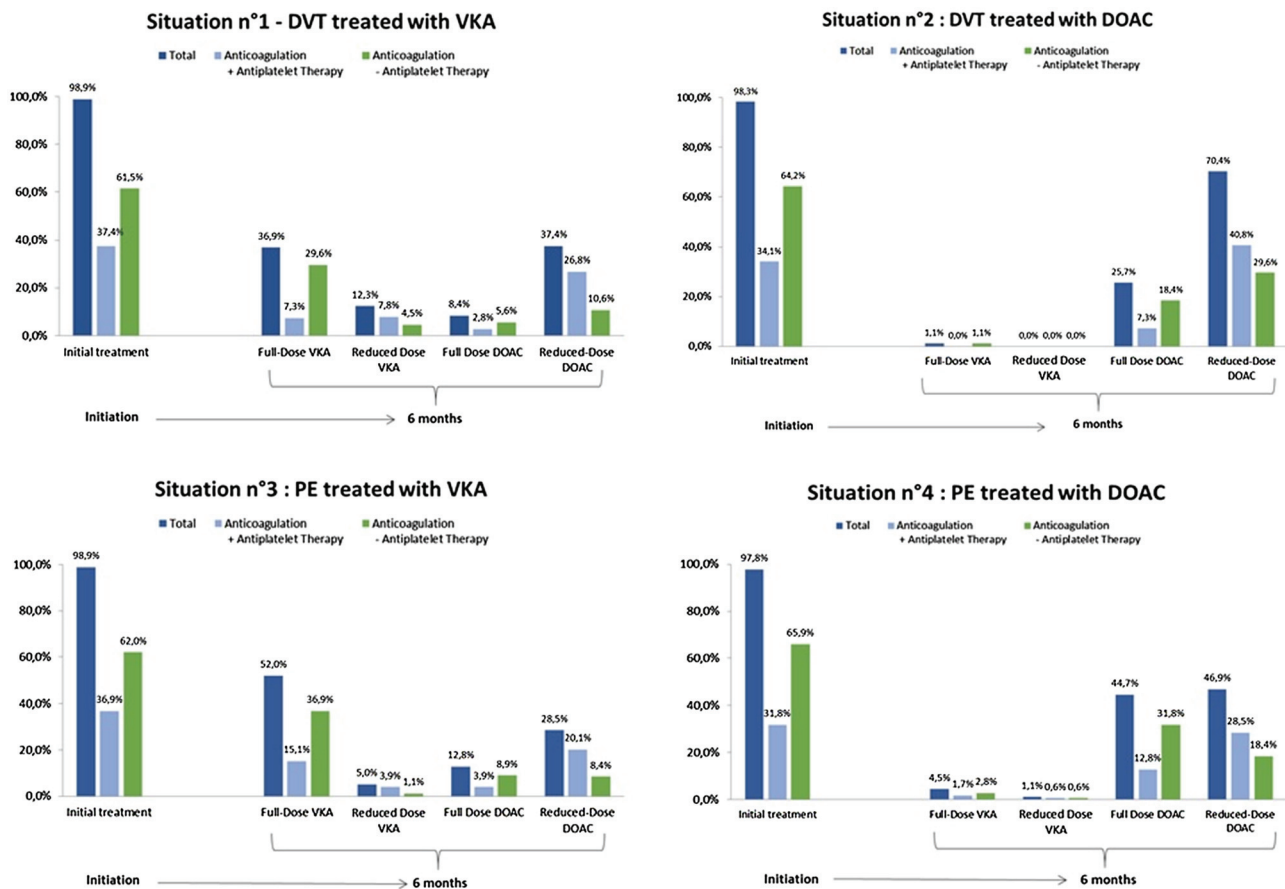 Situation n°1 - DVT treated with VKA
Total
Anticoagulation
+ Antiplatelet Therapy
Anticoagulation
- Antiplatelet Therapy
100,0%
80,0%
60,0%
40,0%
20,0%
0,0%
98,9%
37,4%
61,5%
36,9%
7,3%
29,6%
12,3%
7,8%
4,5%
8,4%
2,8%
5,6%
37,4%
26,8%
10,6%
Initial treatment
Full-Dose VKA
Reduced Dose
VKA
Full Dose DOAC
Reduced-Dose
DOAC
Initiation
6 months
Situation n°2 : DVT treated with DOAC
Total
Anticoagulation
+ Antiplatelet Therapy
Anticoagulation
- Antiplatelet Therapy
100,0%
80,0%
60,0%
40,0%
20,0%
0,0%
98,3%
34,1%
64,2%
1,1%
0,0%
1,1%
0,0%
0,0%
0,0%
25,7%
7,3%
18,4%
70,4%
40,8%
29,6%
Initial treatment
Full-Dose VKA
Reduced Dose
VKA
Full Dose DOAC
Reduced-Dose
DOAC
Initiation
6 months
Situation n°3 : PE treated with VKA
Total
Anticoagulation
+ Antiplatelet Therapy
Anticoagulation
- Antiplatelet Therapy
100,0%
80,0%
60,0%
40,0%
20,0%
0,0%
98,9%
36,9%
62,0%
52,0%
15,1%
36,9%
5,0%
3,9%
1,1%
12,8%
3,9%
8,9%
28,5%
20,1%
8,4%
Initial treatment
Full-Dose VKA
Reduced Dose
VKA
Full Dose DOAC
Reduced-Dose
DOAC
Initiation
6 months
Situation n°4 : PE treated with DOAC
Total
Anticoagulation
+ Antiplatelet Therapy
Anticoagulation
- Antiplatelet Therapy
100,0%
80,0%
60,0%
40,0%
20,0%
0,0%
97,8%
31,8%
65,9%
4,5%
1,7%
2,8%
1,1%
0,6%
0,6%
44,7%
12,8%
31,8%
46,9%
28,5%
18,4%
Initial treatment
Full-Dose VKA
Reduced Dose
VKA
Full Dose DOAC
Reduced-Dose
DOAC
Initiation
6 months